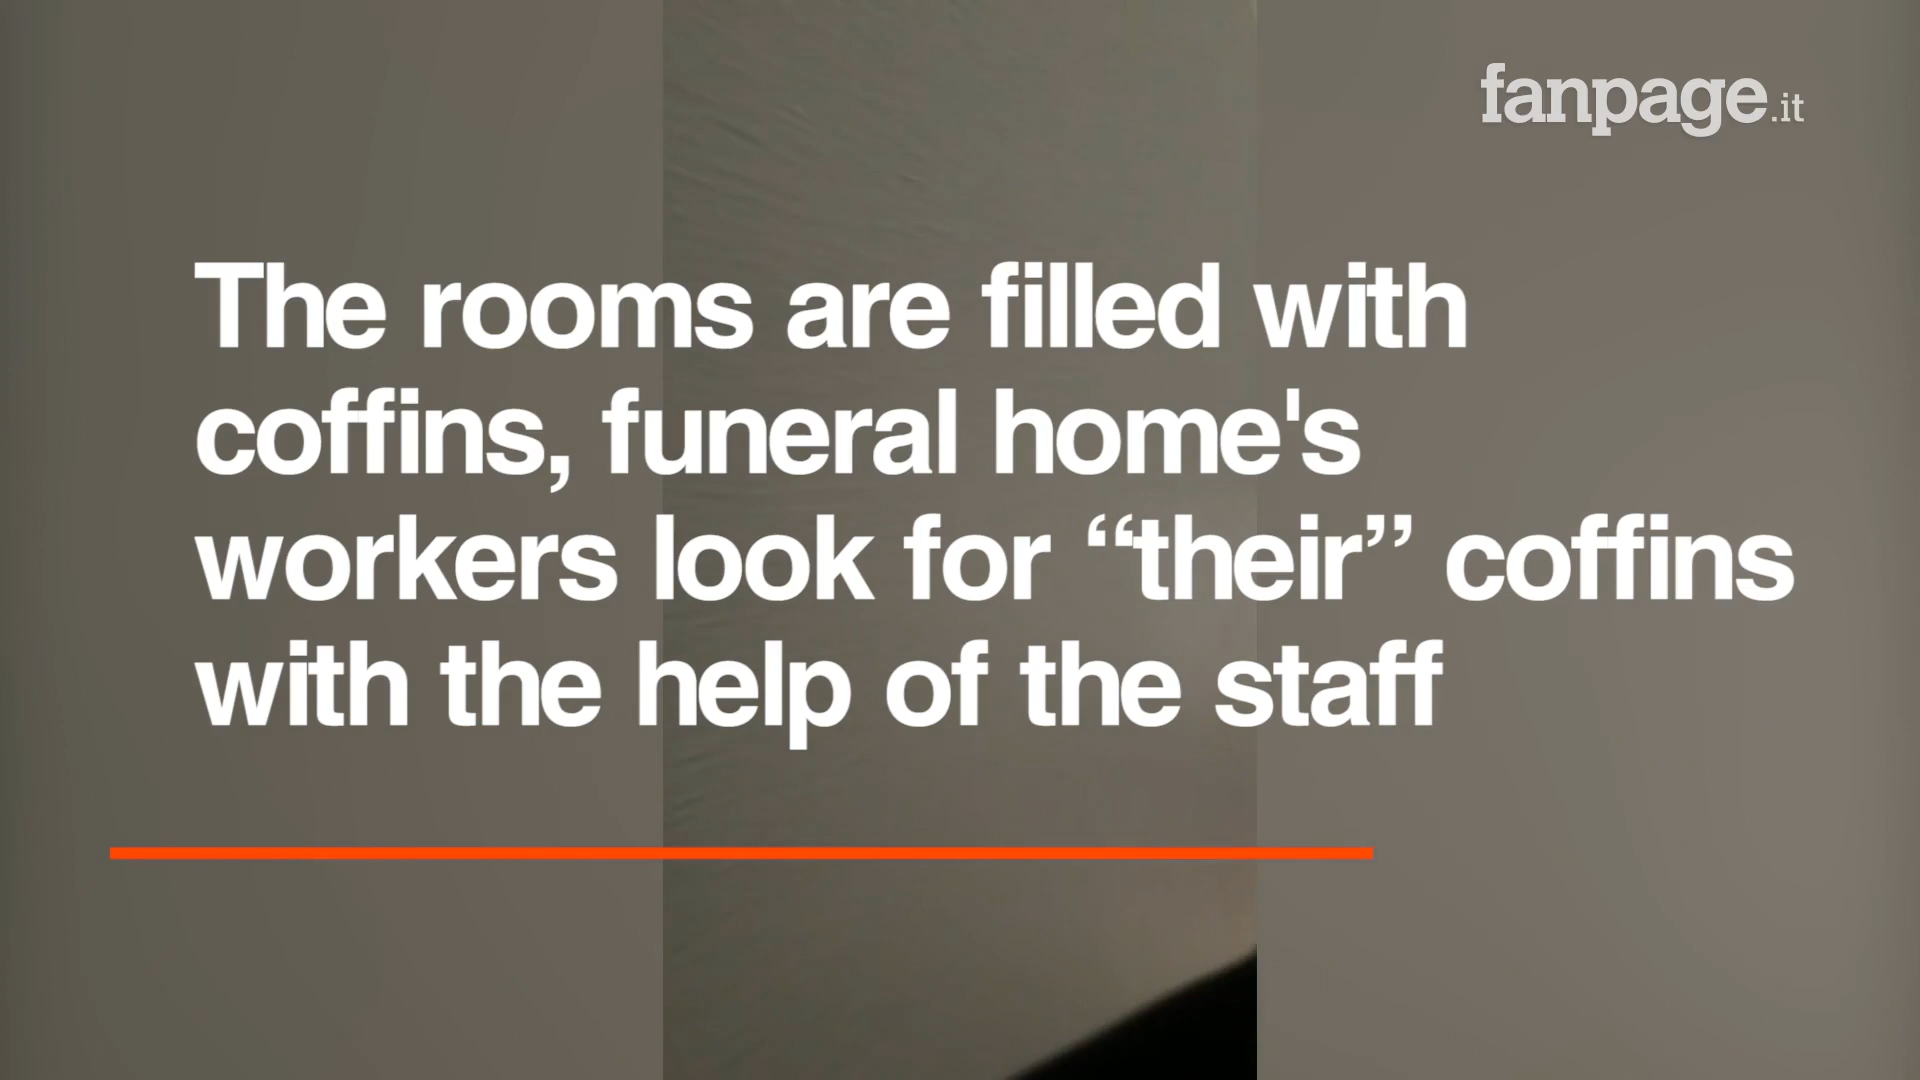 fanpage.it
The rooms are filled with
coffins, funeral home's
workers look for “their” coffins
with the help of the staff